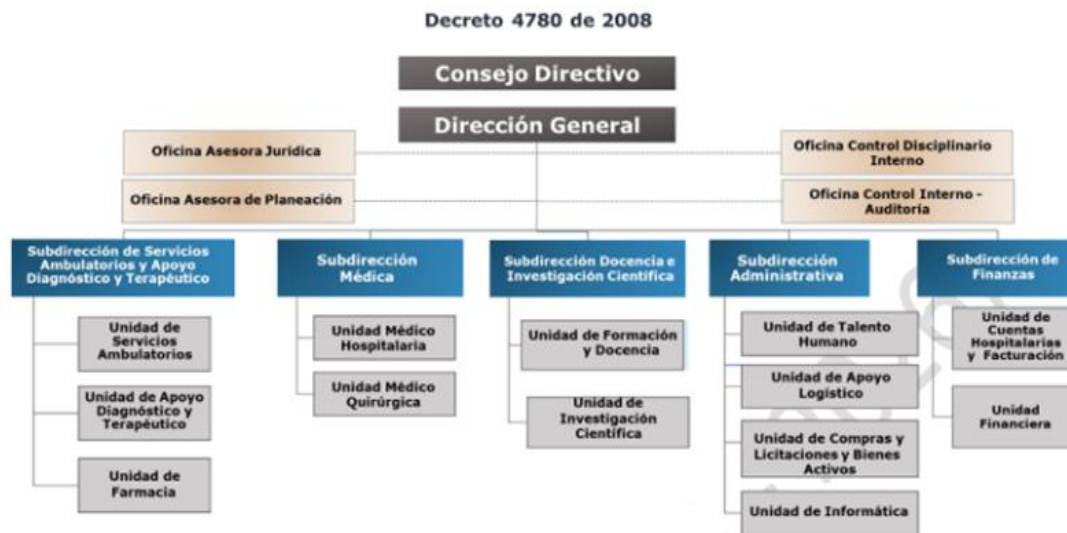 Decreto 4780 de 2008
Consejo Directivo
Dirección General
Oficina Asesora Jurídica
Oficina Control Disciplinario
Interno
Oficina Asesora de Planeación
Oficina Control Interno -
Auditoría
Subdirección de Servicios
Ambulatorios y Apoyo
Diagnóstico y Terapéutico
Subdirección
Médica
Subdirección Docencia e
Investigación Científica
Subdirección
Administrativa
Subdirección de
Finanzas
Unidad de
Servicios
Ambulatorios
Unidad de Apoyo
Diagnóstico y
Terapéutico
Unidad de
Farmacia
Unidad Médico
Hospitalaria
Unidad Médico
Quirúrgica
Unidad de Formación
y Docencia
Unidad de
Investigación
Científica
Unidad de Talento
Humano
Unidad de Apoyo
Logístico
Unidad de Compras y
Licitaciones y Bienes
Activos
Unidad de Informática
Unidad de
Cuentas
Hospitalarias
y Facturación
Unidad
Financiera